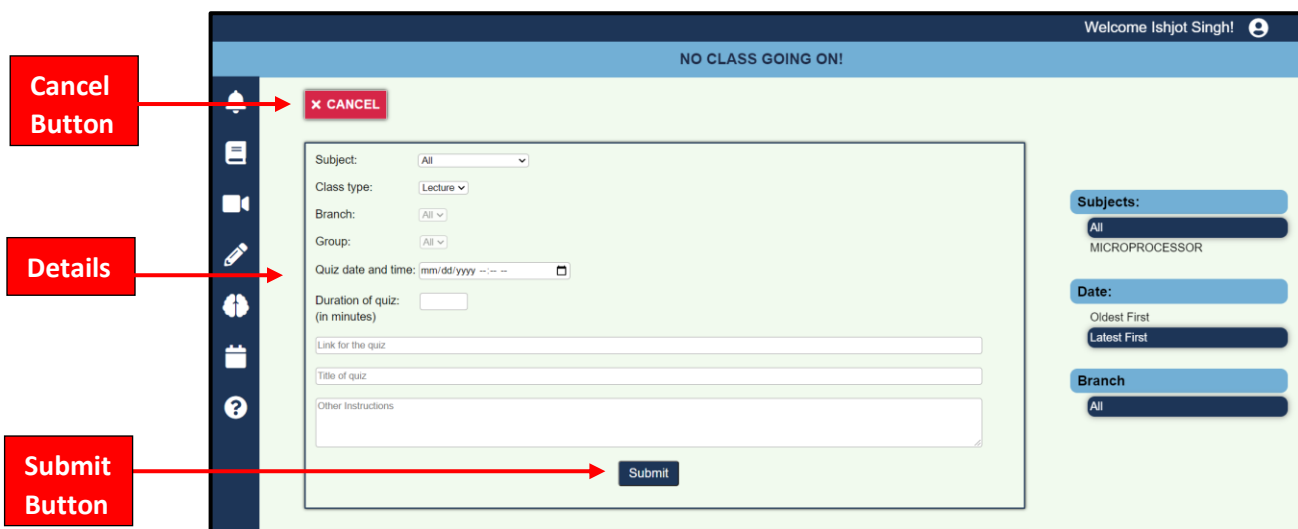 Welcome Ishjot Singh!
NO CLASS GOING ON!
Cancel
Button
× CANCEL
Subject: All
Class type: Lecture
Branch: All
Group: All
Details
Quiz date and time: mm/dd/yyyy --:-- --
Duration of quiz:
(in minutes)
Link for the quiz
Title of quiz
Other Instructions
Submit
Button
Submit
Subjects:
All
MICROPROCESSOR
Date:
Oldest First
Latest First
Branch
All